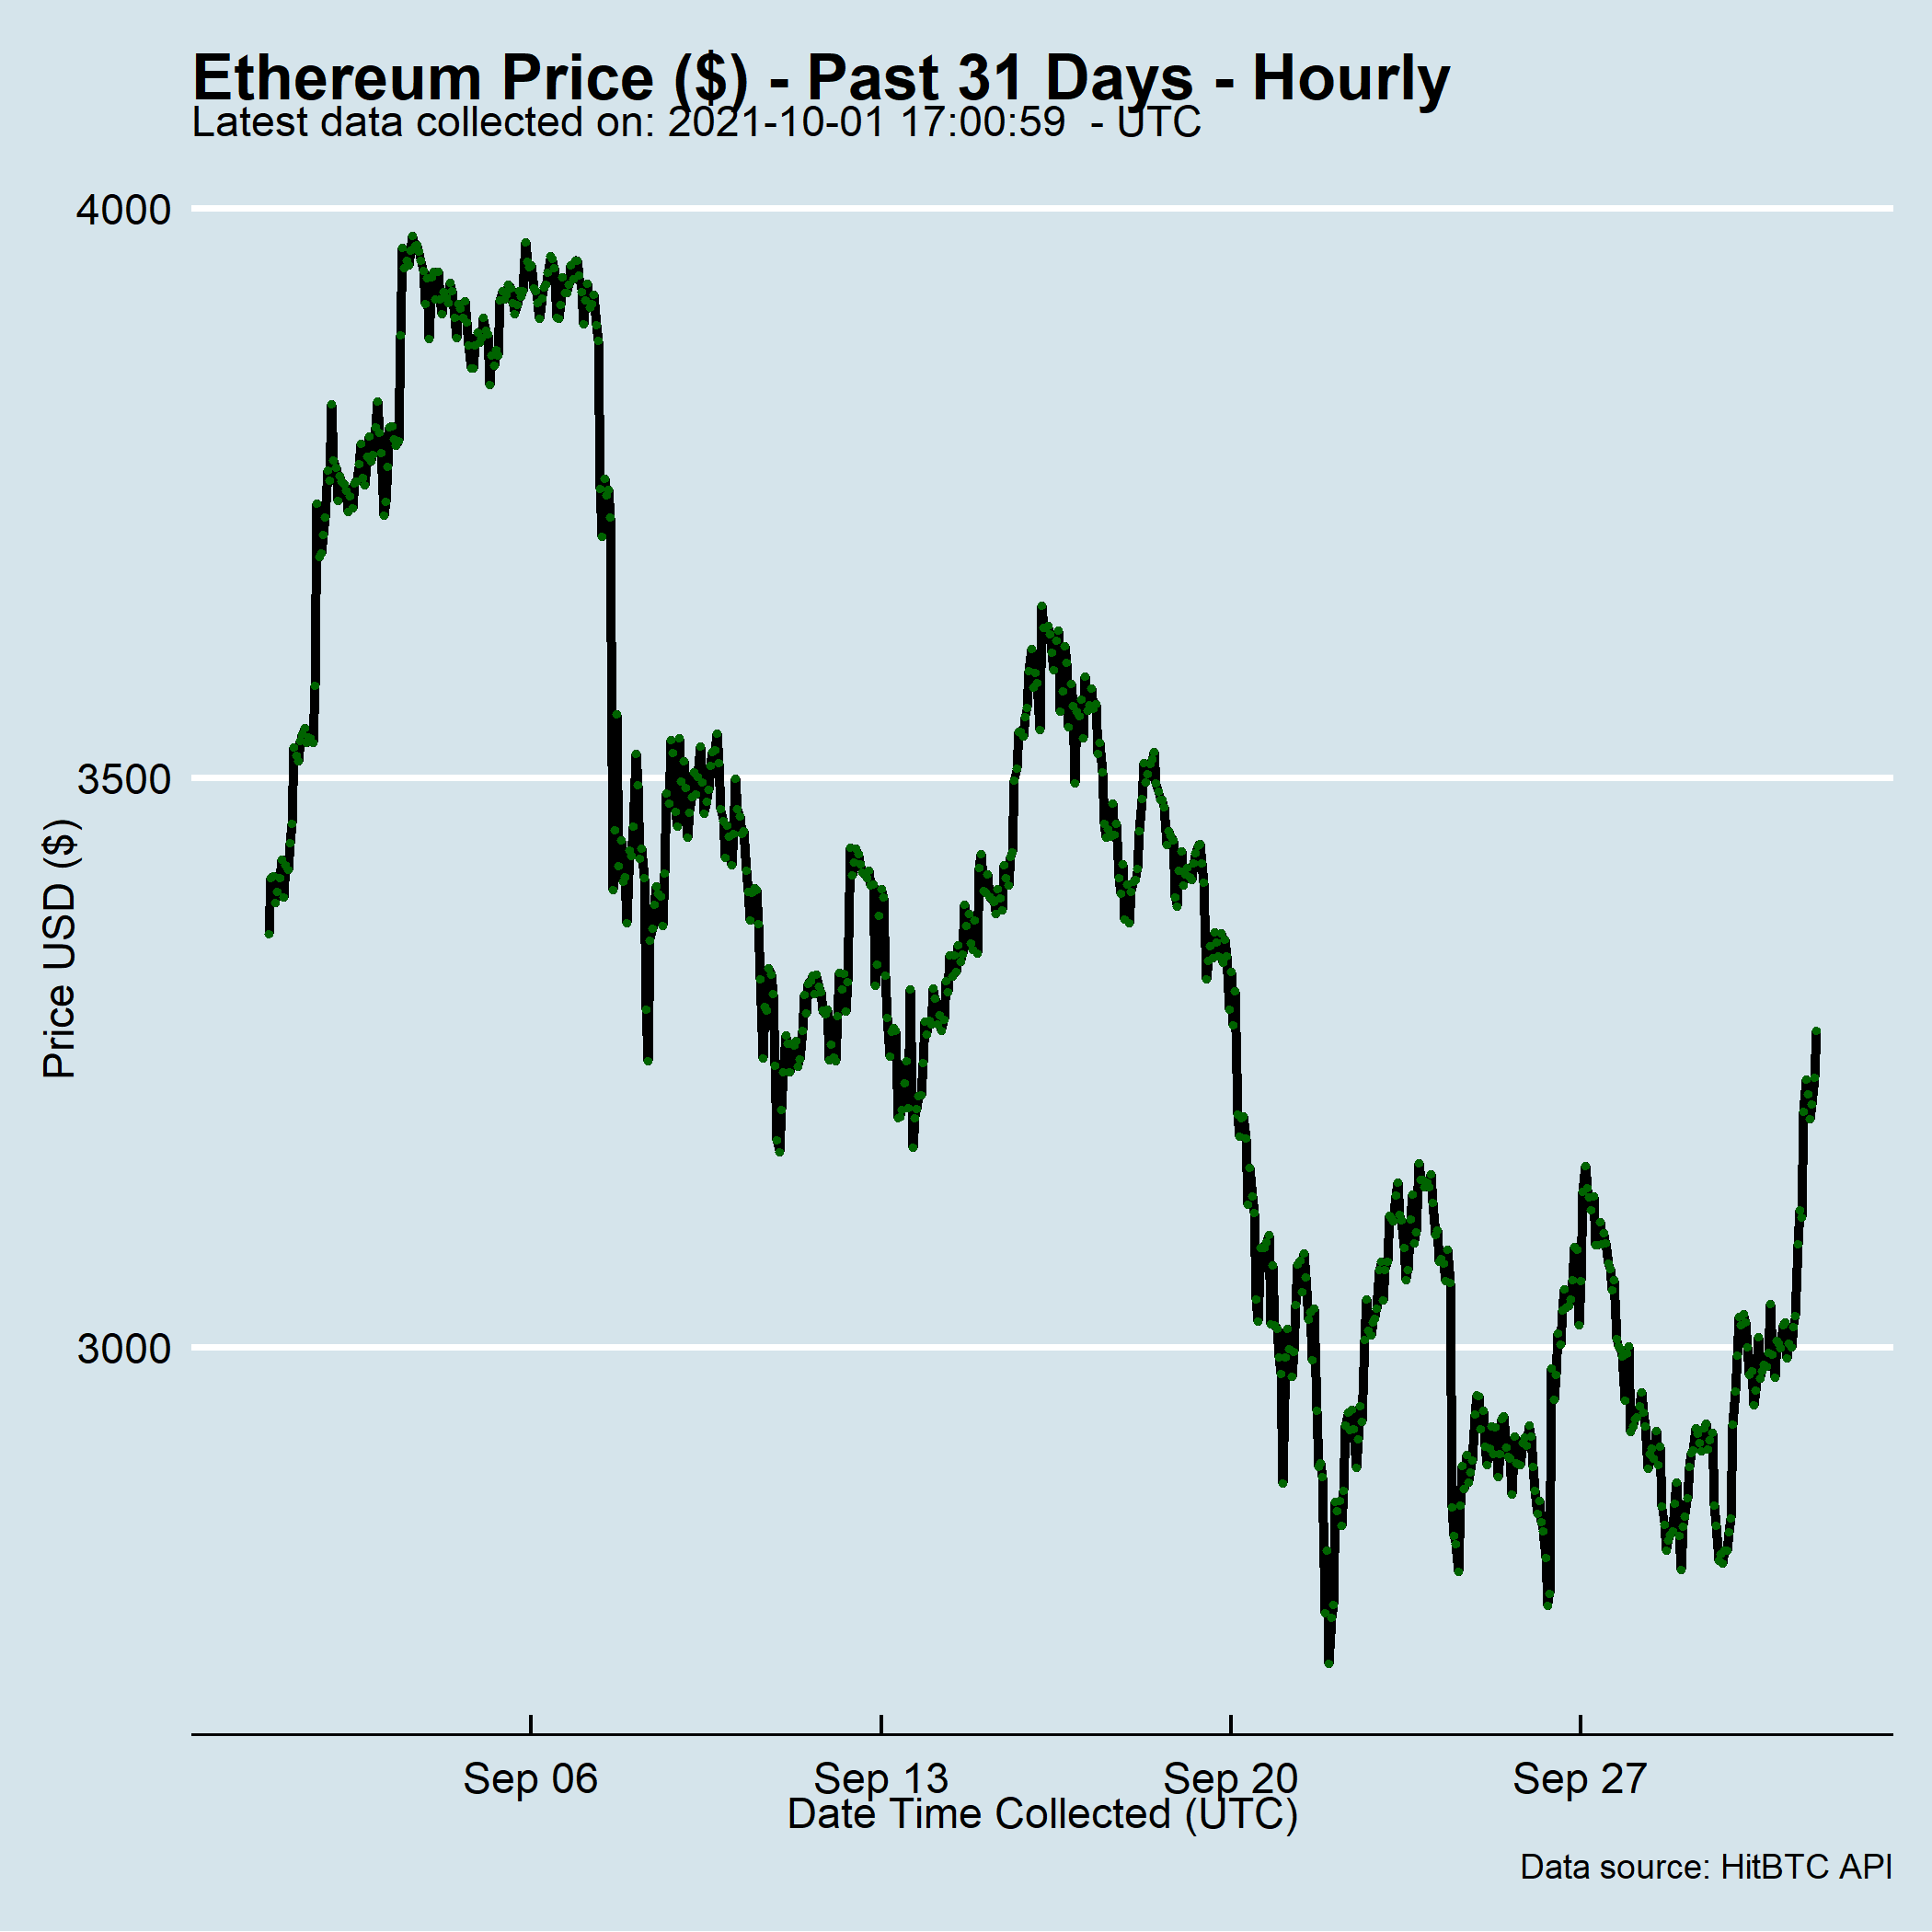 Ethereum Price ($) - Past 31 Days - Hourly
Latest data collected on: 2021-10-01 17:00:59  - UTC
4000
3500
3000
Price USD ($)
Sep 06
Sep 13
Sep 20
Sep 27
Date Time Collected (UTC)
Data source: HitBTC API